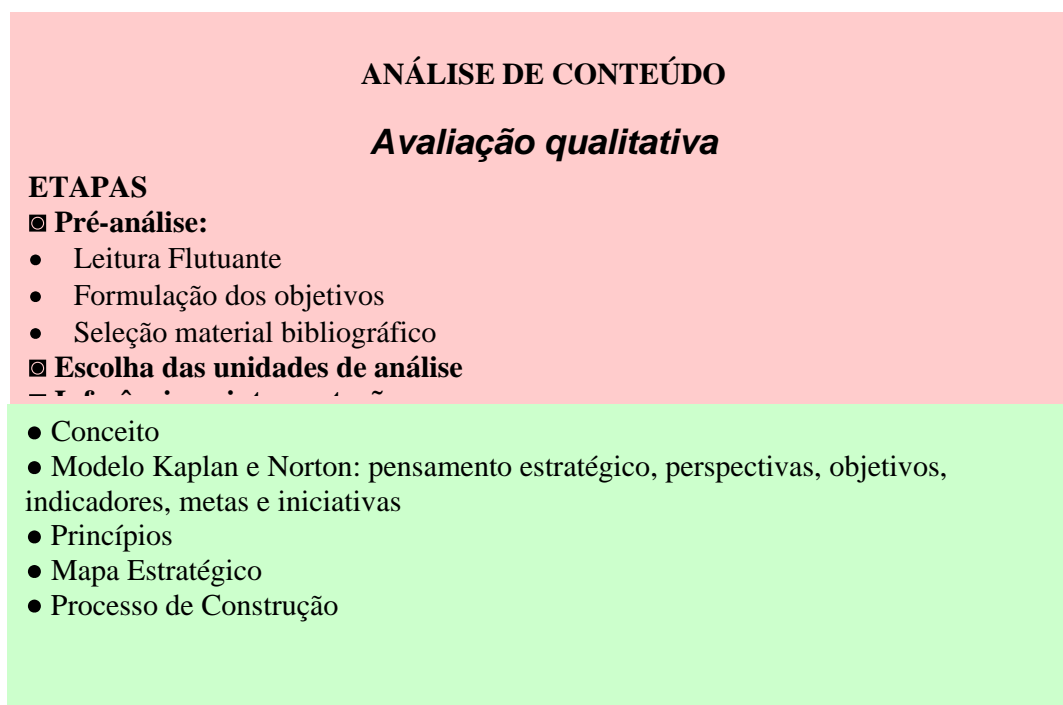 ANÁLISE DE CONTEÚDO
Avaliação qualitativa
ETAPAS
◙ Pré-análise:
• Leitura Flutuante
• Formulação dos objetivos
• Seleção material bibliográfico
◙ Escolha das unidades de análise
● Conceito
● Modelo Kaplan e Norton: pensamento estratégico, perspectivas, objetivos,
indicadores, metas e iniciativas
● Princípios
● Mapa Estratégico
● Processo de Construção